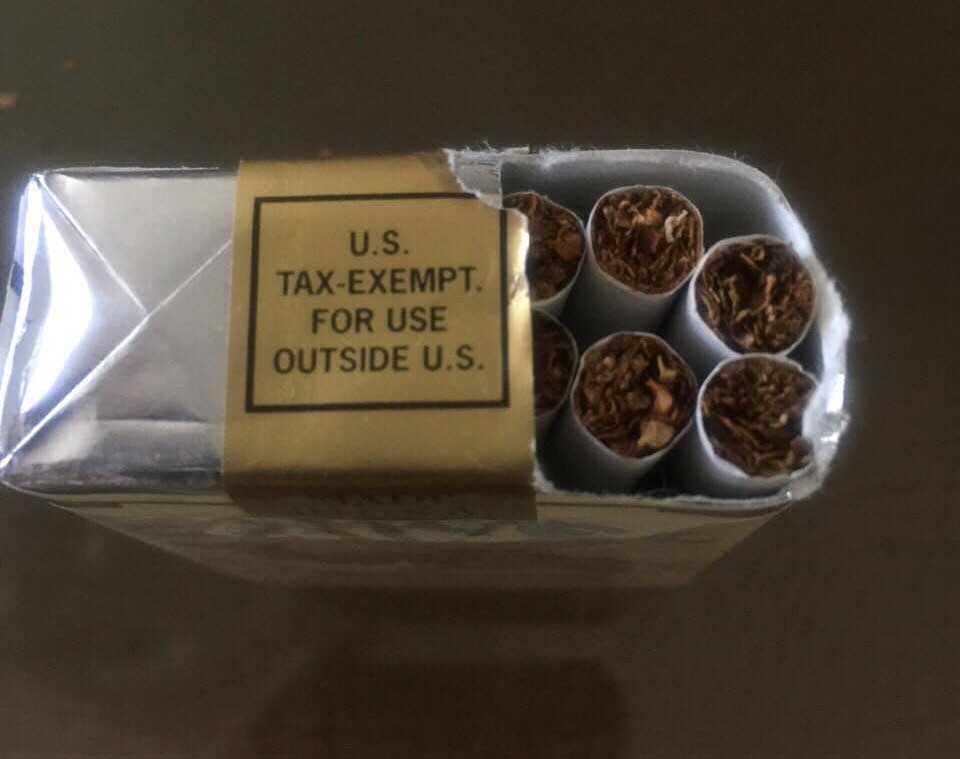 U.S.
TAX-EXEMPT.
FOR USE
OUTSIDE U.S.